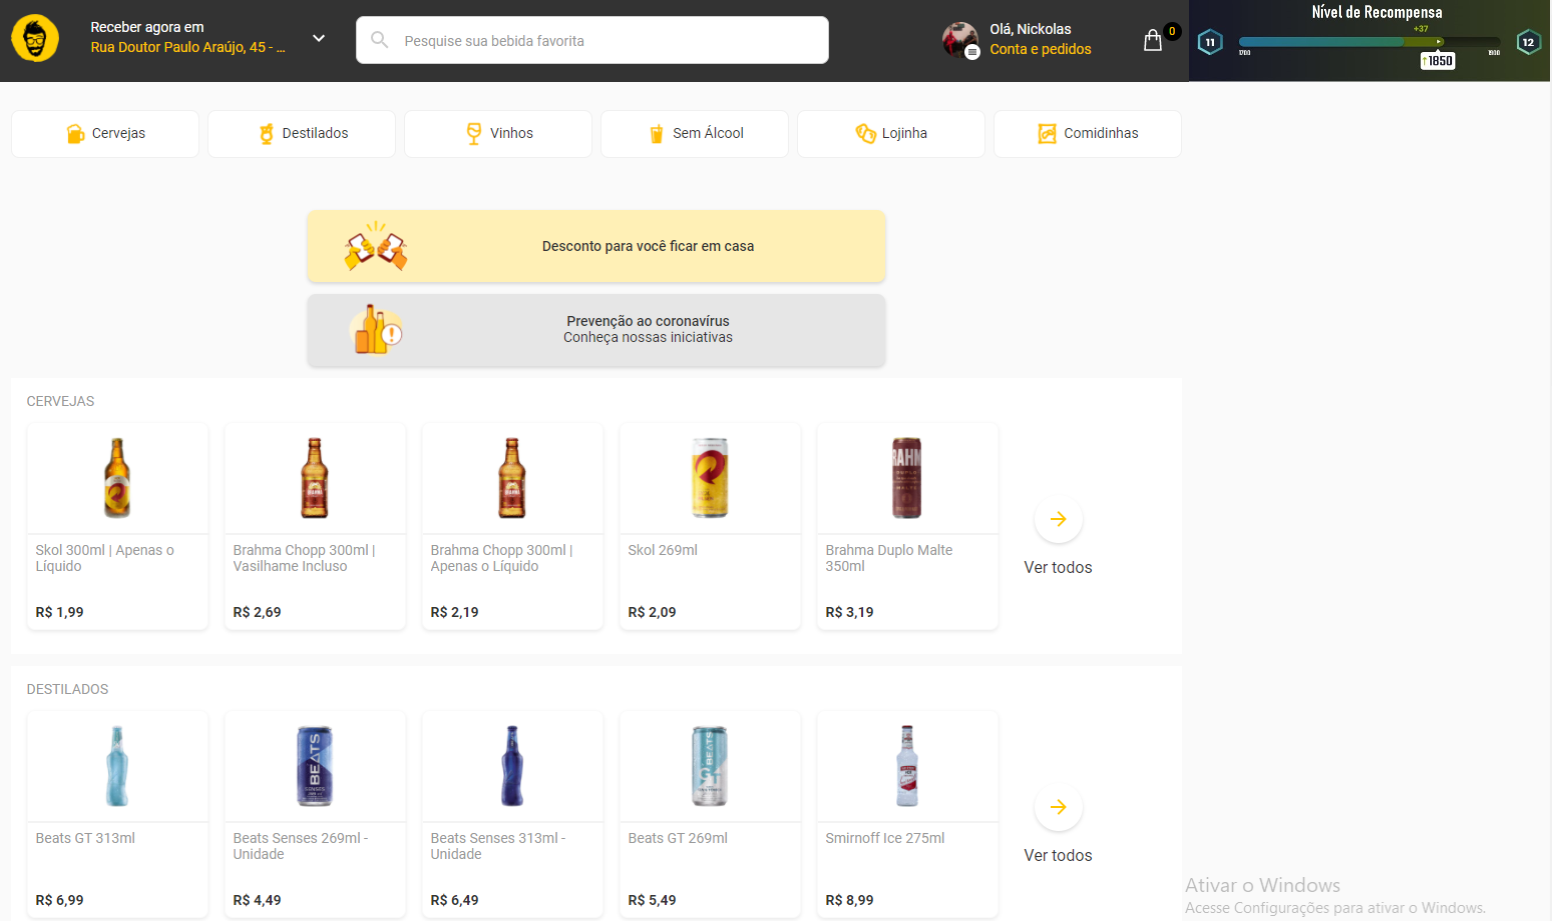 Receber agora em
Rua Doutor Paulo Araújo, 45 - ...
Pesquise sua bebida favorita
Olá, Nickolas
Conta e pedidos
0
Nível de Recompensa
+37
11
12
1700
1900
↑1850
Cervejas
Destilados
Vinhos
Sem Álcool
Lojinha
Comidinhas
Desconto para você ficar em casa
Prevenção ao coronavírus
Conheça nossas iniciativas
CERVEJAS
Skol 300ml | Apenas o
Líquido
R$ 1,99
Brahma Chopp 300ml |
Vasilhame Incluso
R$ 2,69
Brahma Chopp 300ml |
Apenas o Líquido
R$ 2,19
Skol 269ml
R$ 2,09
BRAHM
Brahma Duplo Malte
350ml
R$ 3,19
Ver todos
DESTILADOS
Beats GT 313ml
R$ 6,99
BEATS
Beats Senses 269ml -
Unidade
R$ 4,49
Beats Senses 313ml -
Unidade
R$ 6,49
BEATS
Beats GT 269ml
R$ 5,49
Smirnoff Ice 275ml
R$ 8,99
Ver todos
Ativar o Windows
Acesse Configurações para ativar o Windows.